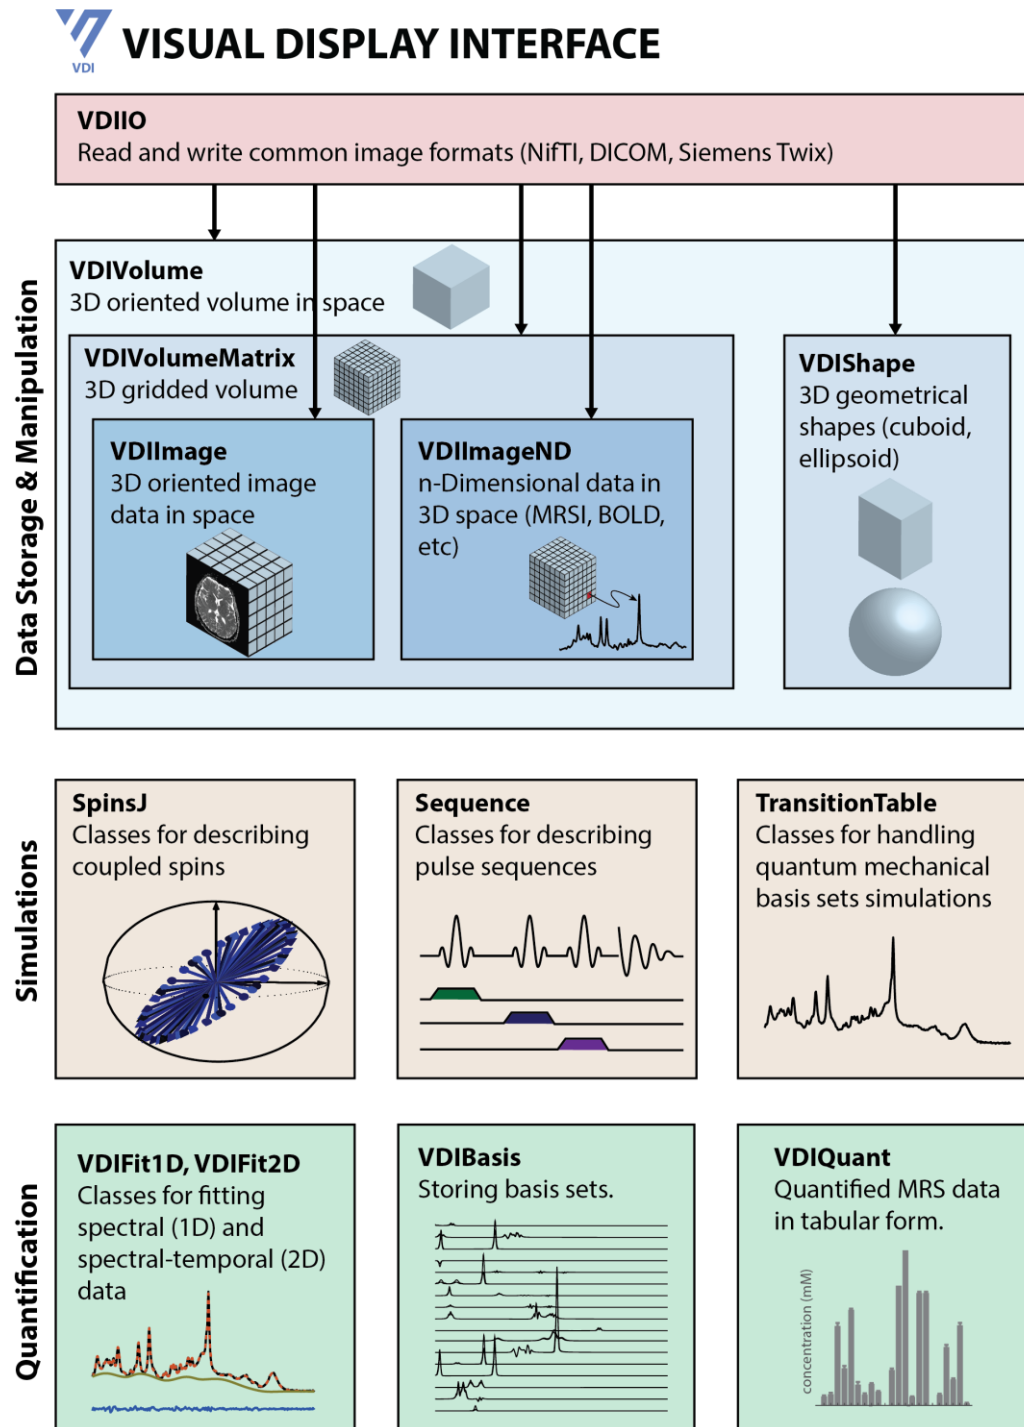 VDI
VISUAL DISPLAY INTERFACE
VDIIO
Read and write common image formats (NifTI, DICOM, Siemens Twix)
Data Storage & Manipulation
VDIVolume
3D oriented volume in space
VDIVolumeMatrix
3D gridded volume
VDIImage
3D oriented image
data in space
VDIImageND
n-Dimensional data in
3D space (MRSI, BOLD,
etc)
VDIShape
3D geometrical
shapes (cuboid,
ellipsoid)
Simulations
SpinsJ
Classes for describing
coupled spins
Sequence
Classes for describing
pulse sequences
TransitionTable
Classes for handling
quantum mechanical
basis sets simulations
Quantification
VDIFit1D, VDIFit2D
Classes for fitting
spectral (1D) and
spectral-temporal (2D)
data
VDIBasis
Storing basis sets.
VDIQuant
Quantified MRS data
in tabular form.
concentration (mM)